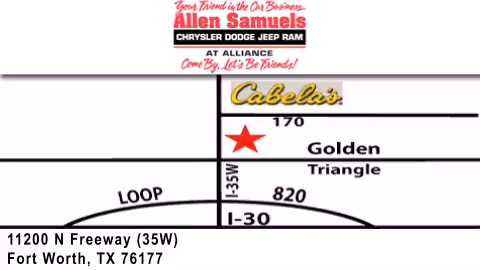 Your Friend in the Car Business
Allen Samuels
CHRYSLER DODGE JEEP RAM
AT ALLIANCE
Come By, Let's Be Friends!
Cabela's
170
Golden
Triangle
I-35W
LOOP 820
I-30
11200 N Freeway (35W)
Fort Worth, TX 76177